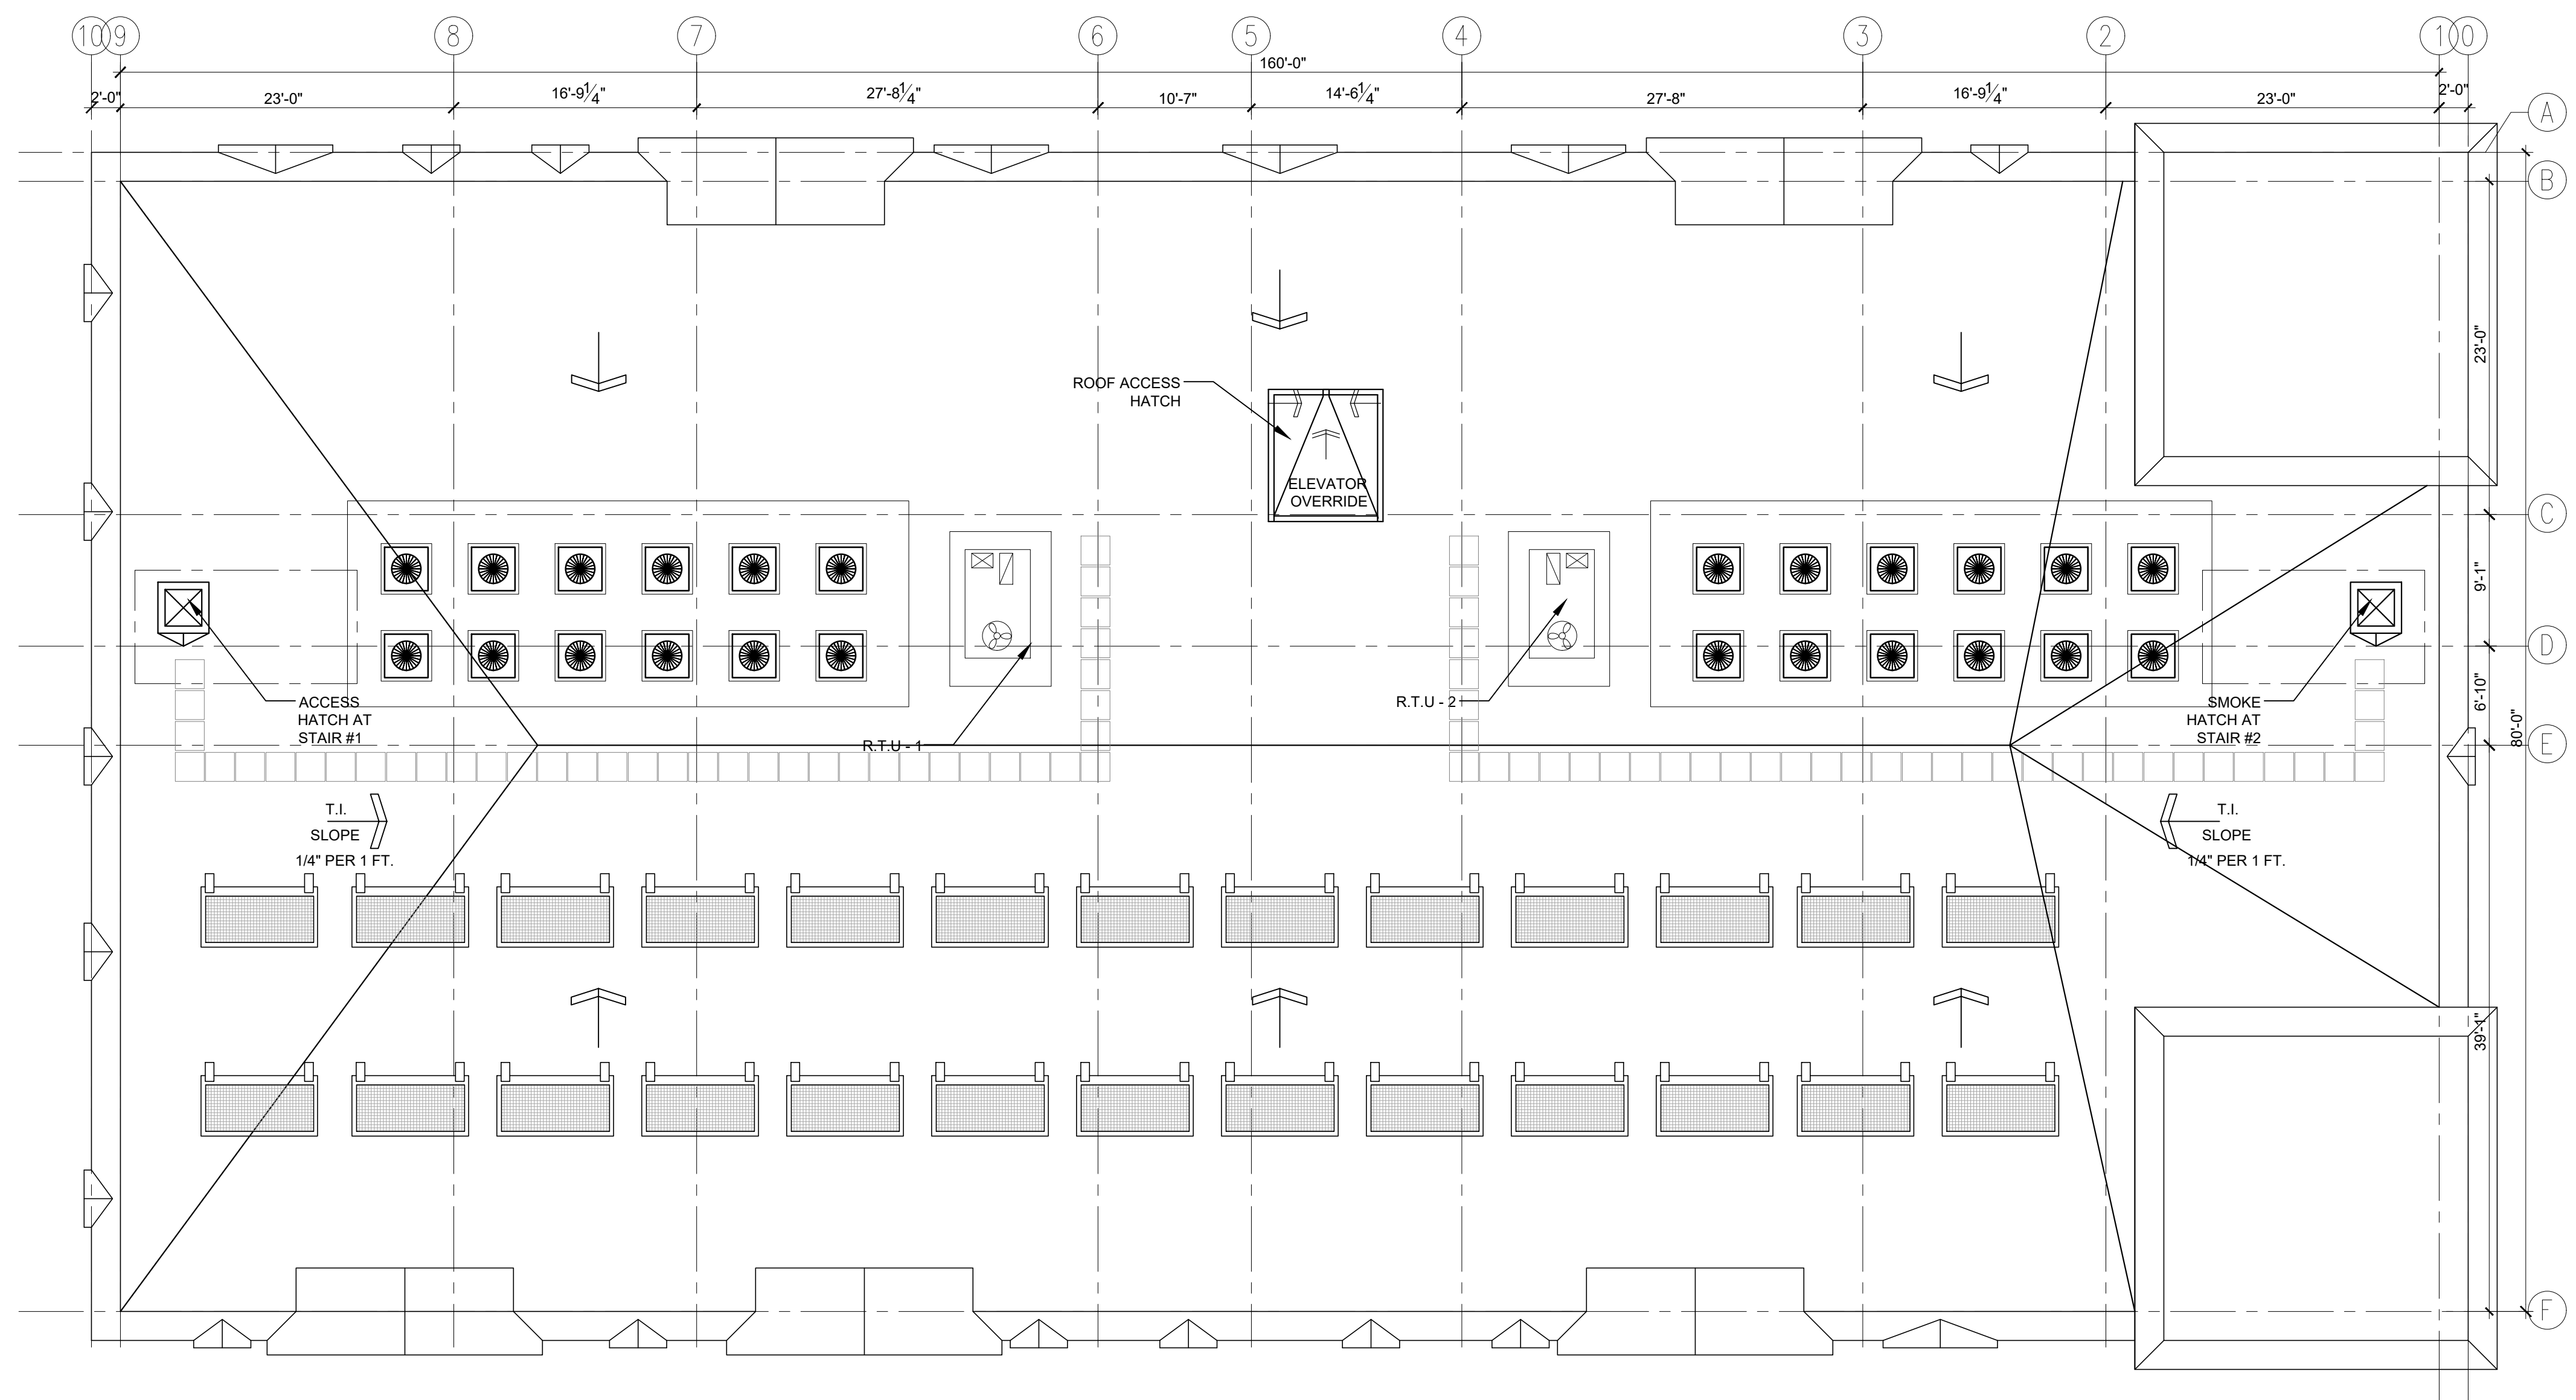 10 9 8 7 6 5 4 3 2 1 0
160'-0"
2'-0" 23'-0" 16'-9 1/4" 27'-8 1/4" 10'-7" 14'-6 1/4" 27'-8" 16'-9 1/4" 23'-0" 2'-0"
A
B
23'-0"
ROOF ACCESS
HATCH
ELEVATOR
OVERRIDE
C
9'-1"
D
6'-10"
ACCESS
HATCH AT
STAIR #1
R.T.U - 1
R.T.U - 2
SMOKE
HATCH AT
STAIR #2
80'-0"
E
T.I.
SLOPE
1/4" PER 1 FT.
T.I.
SLOPE
1/4" PER 1 FT.
39'-1"
F